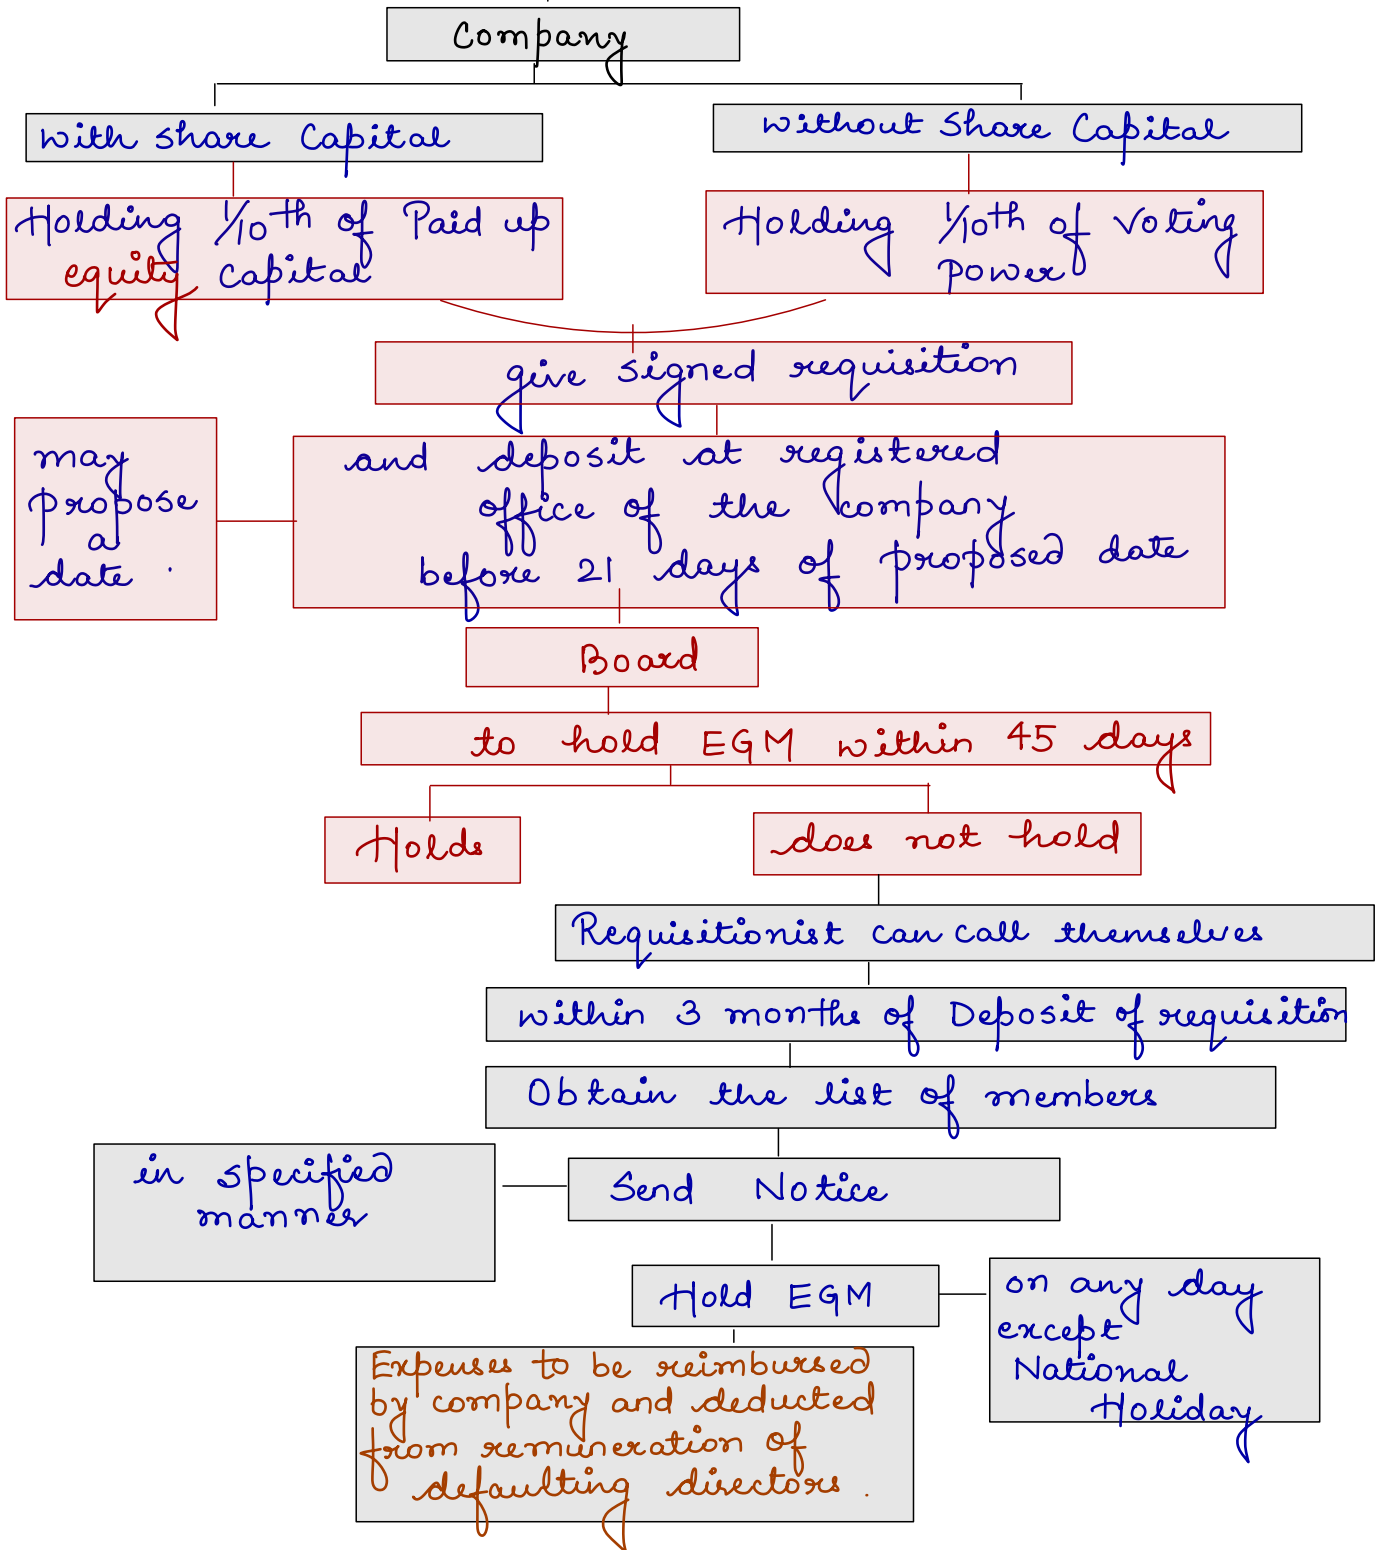 Company
with share Capital
without Share Capital
Holding 1/10th of Paid up
equity capital
Holding 1/10th of Voting
power
give signed requisition
may
propose
a
date.
and deposit at registered
office of the company
before 21 days of proposed date
Board
to hold EGM within 45 days
Holds
does not hold
Requisitionist can call themselves
within 3 months of Deposit of requisition
Obtain the list of members
in specified
manner
Send Notice
Hold EGM
on any day
except
National
Holiday
Expenses to be reimbursed
by company and deducted
from remuneration of
defaulting directors.